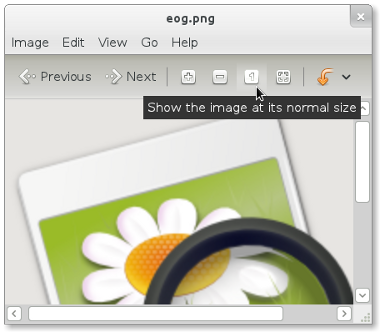 eog.png
Image Edit View Go Help
Previous Next
Show the image at its normal size